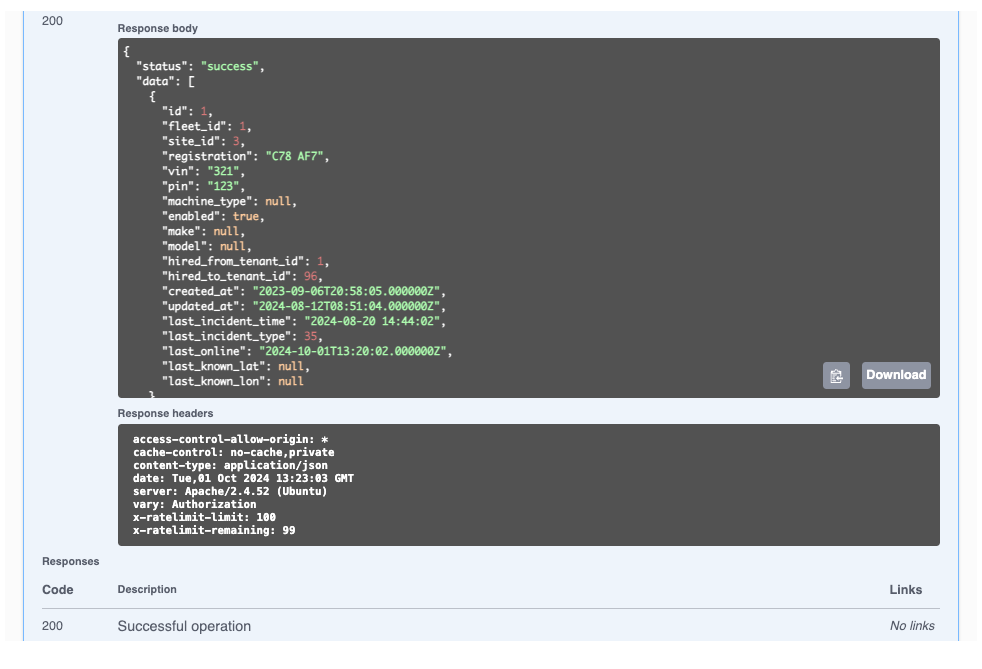 200
Response body
{
  "status": "success",
  "data": [
    {
      "id": 1,
      "fleet_id": 1,
      "site_id": 3,
      "registration": "C78 AF7",
      "vin": "321",
      "pin": "123",
      "machine_type": null,
      "enabled": true,
      "make": null,
      "model": null,
      "hired_from_tenant_id": 1,
      "hired_to_tenant_id": 96,
      "created_at": "2023-09-06T20:58:05.000000Z",
      "updated_at": "2024-08-12T08:51:04.000000Z",
      "last_incident_time": "2024-08-20 14:44:02",
      "last_incident_type": 35,
      "last_online": "2024-10-01T13:20:02.000000Z",
      "last_known_lat": null,
      "last_known_lon": null
    }
Download
Response headers
access-control-allow-origin: *
cache-control: no-cache,private
content-type: application/json
date: Tue,01 Oct 2024 13:23:03 GMT
server: Apache/2.4.52 (Ubuntu)
vary: Authorization
x-ratelimit-limit: 100
x-ratelimit-remaining: 99
Responses
Code Description Links
200 Successful operation No links